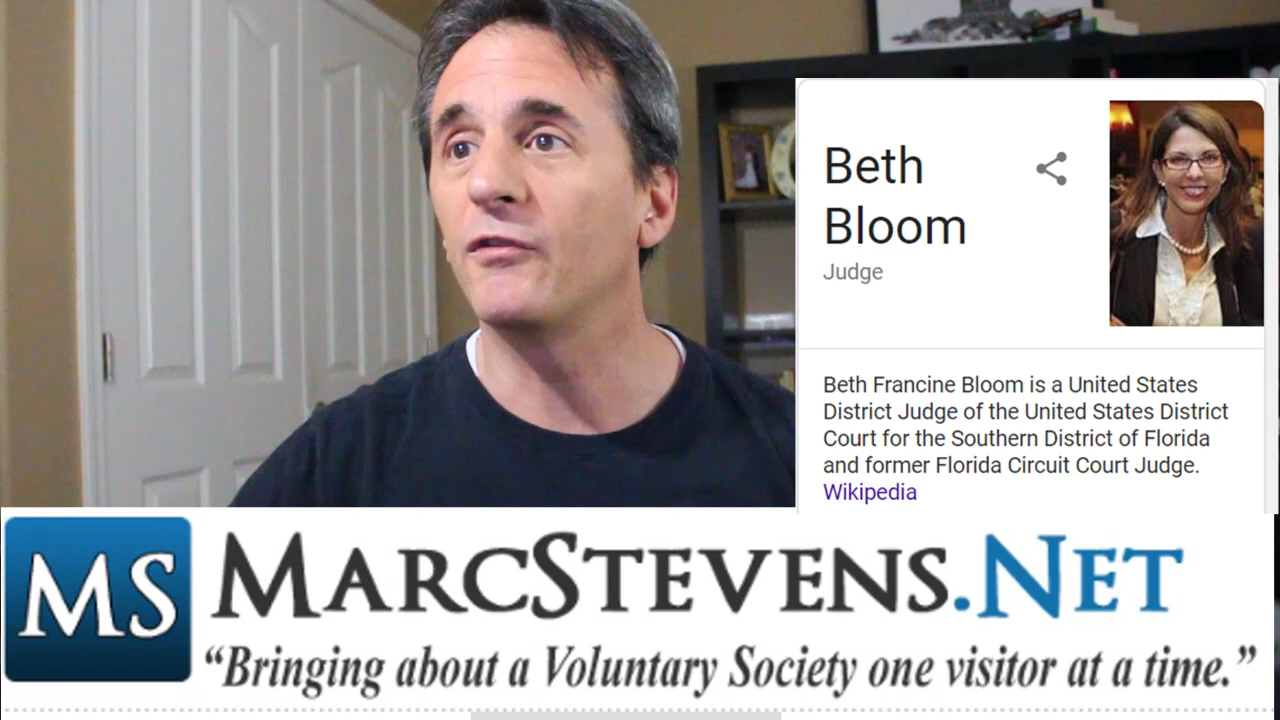 Beth
Bloom
Judge
Beth Francine Bloom is a United States
District Judge of the United States District
Court for the Southern District of Florida
and former Florida Circuit Court Judge.
Wikipedia
MS MARCSTEVENS.NET
“Bringing about a Voluntary Society one visitor at a time.”